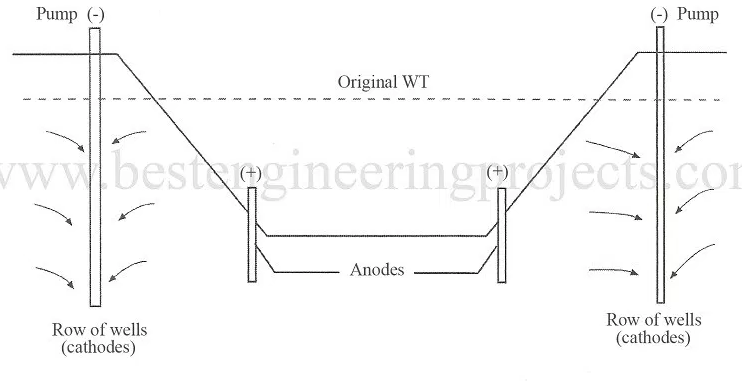 Pump (-)
(-) Pump
Original WT
www.bestengineeringprojects.com
(+)
(+)
Anodes
Row of wells
(cathodes)
Row of wells
(cathodes)